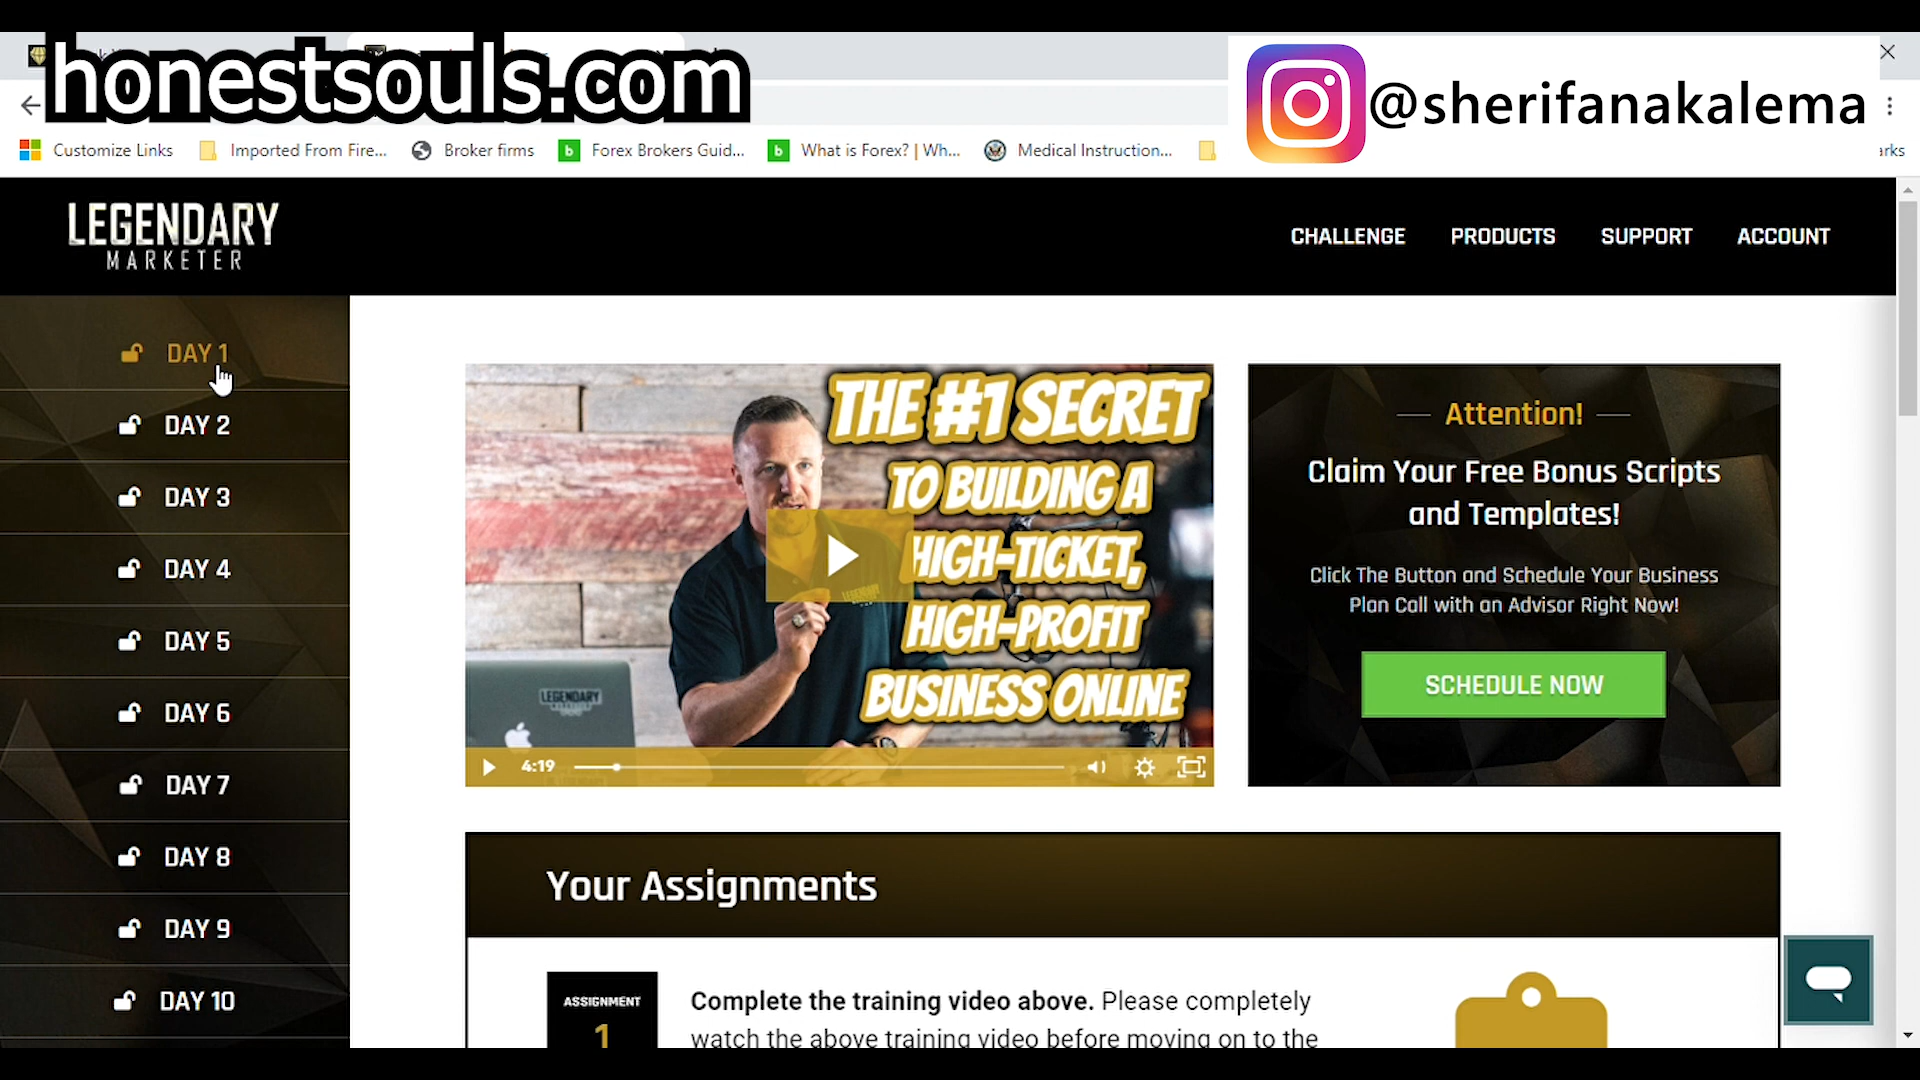 honestsouls.com
@sherifanakalema
Customize Links
Imported From Fire...
Broker firms
Forex Brokers Guid...
What is Forex? | Wh...
Medical Instruction...
arks
LEGENDARY
MARKETER
CHALLENGE
PRODUCTS
SUPPORT
ACCOUNT
DAY 1
DAY 2
DAY 3
DAY 4
DAY 5
DAY 6
DAY 7
DAY 8
DAY 9
DAY 10
THE #1 SECRET
TO BUILDING A
HIGH-TICKET,
HIGH-PROFIT
BUSINESS ONLINE
LEGENDARY
4:19
Attention!
Claim Your Free Bonus Scripts
and Templates!
Click The Button and Schedule Your Business
Plan Call with an Advisor Right Now!
SCHEDULE NOW
Your Assignments
ASSIGNMENT
1
Complete the training video above. Please completely
watch the above training video before moving on to the